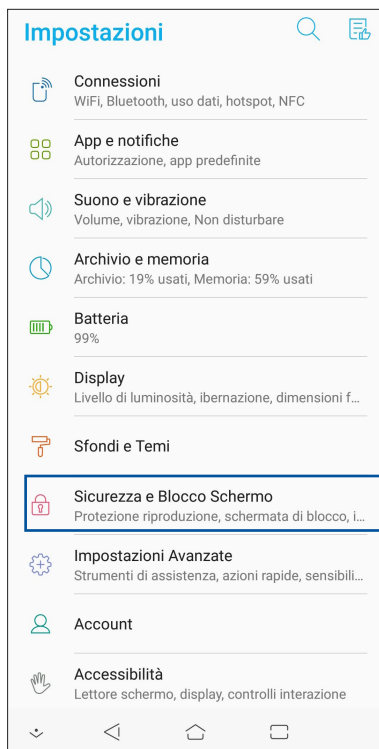 Impostazioni
Connessioni
WiFi, Bluetooth, uso dati, hotspot, NFC
App e notifiche
Autorizzazione, app predefinite
Suono e vibrazione
Volume, vibrazione, Non disturbare
Archivio e memoria
Archivio: 19% usati, Memoria: 59% usati
Batteria
99%
Display
Livello di luminosità, ibernazione, dimensioni f...
Sfondi e Temi
Sicurezza e Blocco Schermo
Protezione riproduzione, schermata di blocco, i...
Impostazioni Avanzate
Strumenti di assistenza, azioni rapide, sensibili...
Account
Accessibilità
Lettore schermo, display, controlli interazione